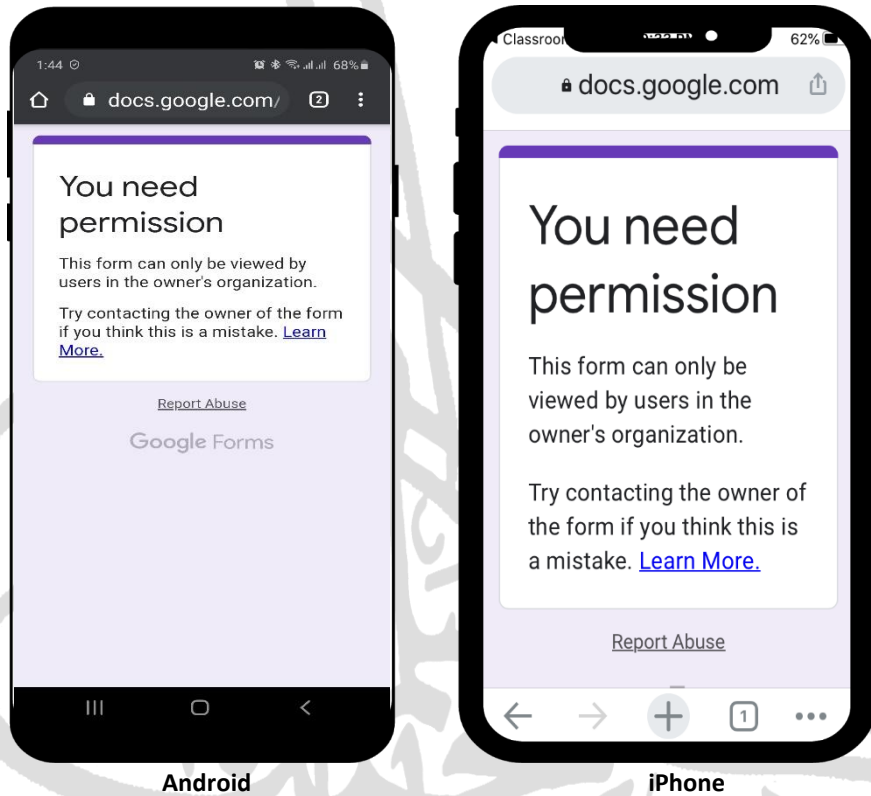 1:44
68%
docs.google.com/
2
You need
permission
This form can only be viewed by
users in the owner's organization.
Try contacting the owner of the form
if you think this is a mistake. Learn
More.
Report Abuse
Google Forms
Android
Classroo
62%
docs.google.com
You need
permission
This form can only be
viewed by users in the
owner's organization.
Try contacting the owner of
the form if you think this is
a mistake. Learn More.
Report Abuse
1
iPhone